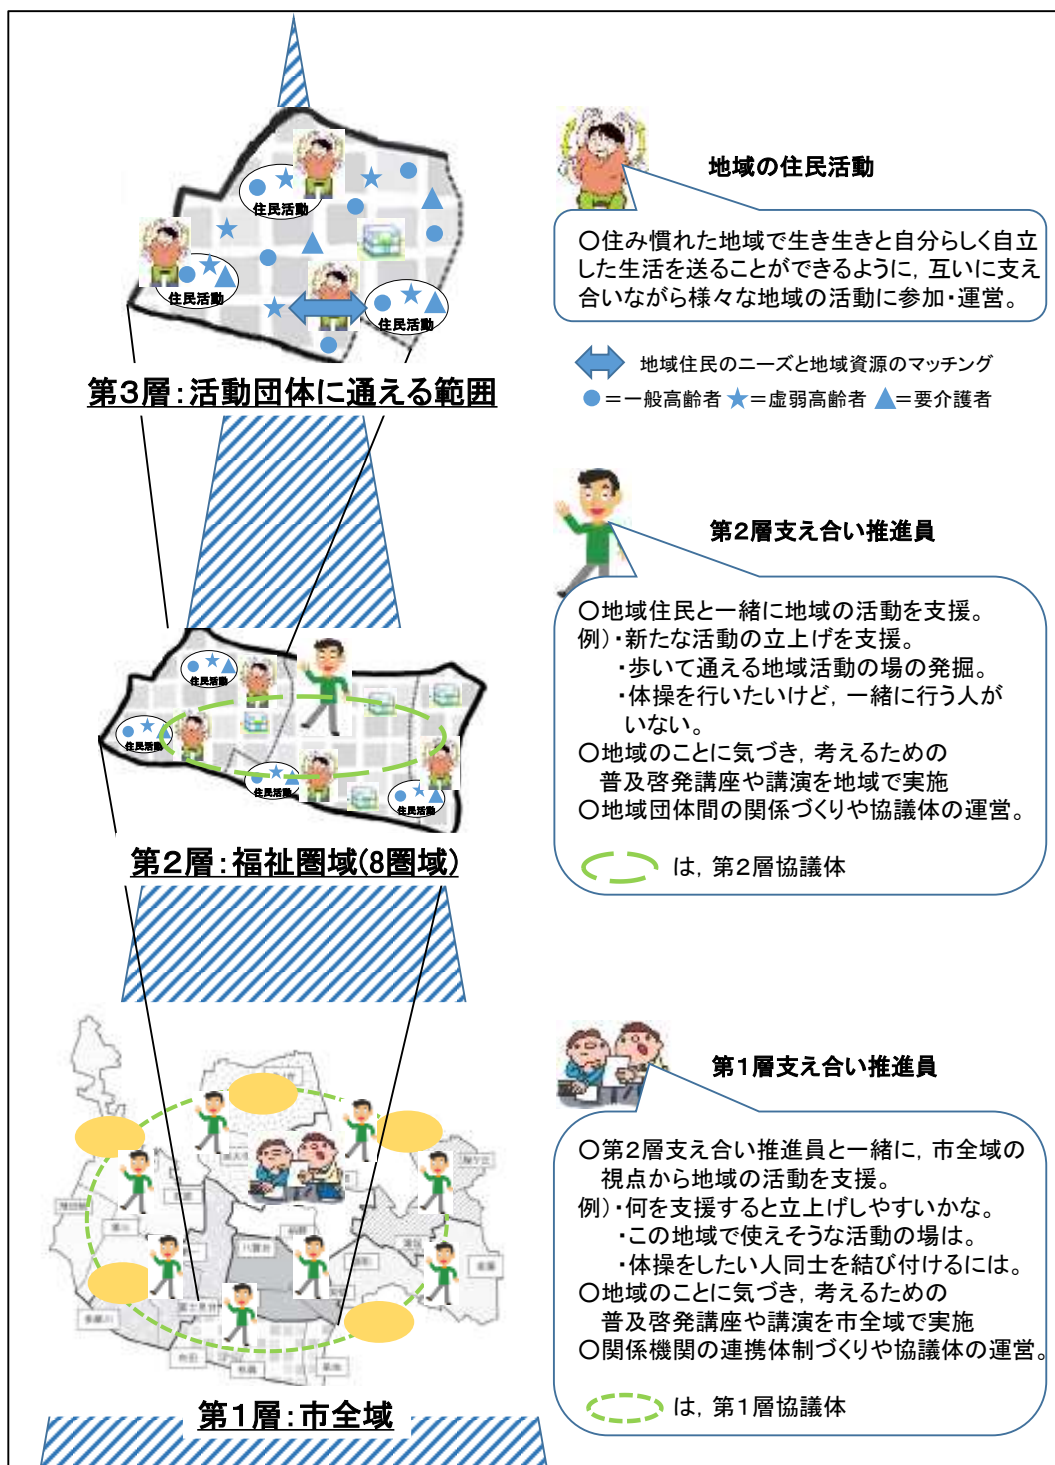 住民活動
住民活動
住民活動
第3層：活動団体に通える範囲
地域の住民活動
○住み慣れた地域で生き生きと自分らしく自立
した生活を送ることができるように，互いに支え
合いながら様々な地域の活動に参加・運営。
地域住民のニーズと地域資源のマッチング
●＝一般高齢者 ★＝虚弱高齢者 ▲＝要介護者
住民活動
住民活動
住民活動
住民活動
第2層：福祉圏域(8圏域)
第2層支え合い推進員
○地域住民と一緒に地域の活動を支援。
例）・新たな活動の立上げを支援。
・歩いて通える地域活動の場の発掘。
・体操を行いたいけど，一緒に行う人が
いない。
○地域のことに気づき，考えるための
普及啓発講座や講演を地域で実施
○地域団体間の関係づくりや協議体の運営。
は，第2層協議体
富士見台
第1層：市全域
第1層支え合い推進員
○第2層支え合い推進員と一緒に，市全域の
視点から地域の活動を支援。
例）・何を支援すると立上げしやすいかな。
・この地域で使えそうな活動の場は。
・体操をしたい人同士を結び付けるには。
○地域のことに気づき，考えるための
普及啓発講座や講演を市全域で実施
○関係機関の連携体制づくりや協議体の運営。
は，第1層協議体